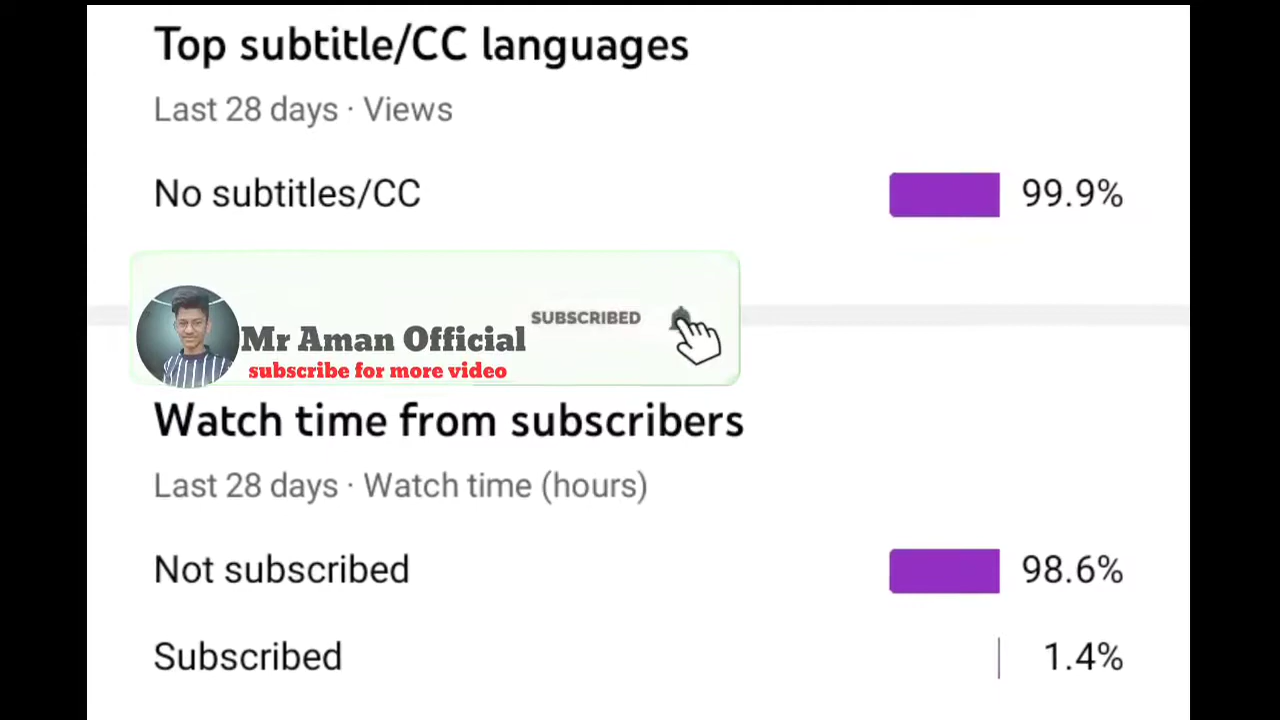 Top subtitle/CC languages
Last 28 days · Views
No subtitles/CC 99.9%
SUBSCRIBED
Mr Aman Official
subscribe for more video
Watch time from subscribers
Last 28 days · Watch time (hours)
Not subscribed 98.6%
Subscribed 1.4%